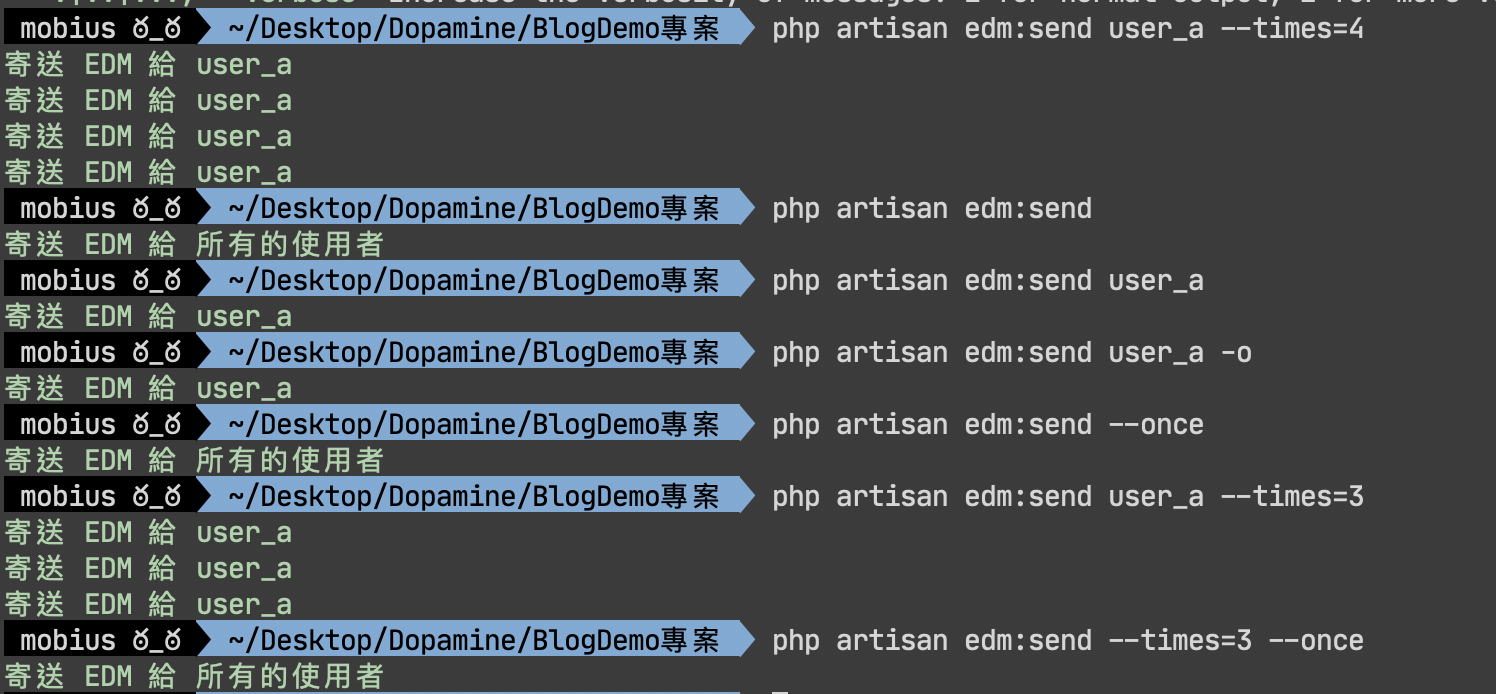 mobius ఠ_ఠ ~/Desktop/Dopamine/BlogDemo專案 php artisan edm:send user_a --times=4
寄送 EDM 給 user_a
寄送 EDM 給 user_a
寄送 EDM 給 user_a
寄送 EDM 給 user_a
mobius ఠ_ఠ ~/Desktop/Dopamine/BlogDemo專案 php artisan edm:send
寄送 EDM 給 所有的使用者
mobius ఠ_ఠ ~/Desktop/Dopamine/BlogDemo專案 php artisan edm:send user_a
寄送 EDM 給 user_a
mobius ఠ_ఠ ~/Desktop/Dopamine/BlogDemo專案 php artisan edm:send user_a -o
寄送 EDM 給 user_a
mobius ఠ_ఠ ~/Desktop/Dopamine/BlogDemo專案 php artisan edm:send --once
寄送 EDM 給 所有的使用者
mobius ఠ_ఠ ~/Desktop/Dopamine/BlogDemo專案 php artisan edm:send user_a --times=3
寄送 EDM 給 user_a
寄送 EDM 給 user_a
寄送 EDM 給 user_a
mobius ఠ_ఠ ~/Desktop/Dopamine/BlogDemo專案 php artisan edm:send --times=3 --once
寄送 EDM 給 所有的使用者